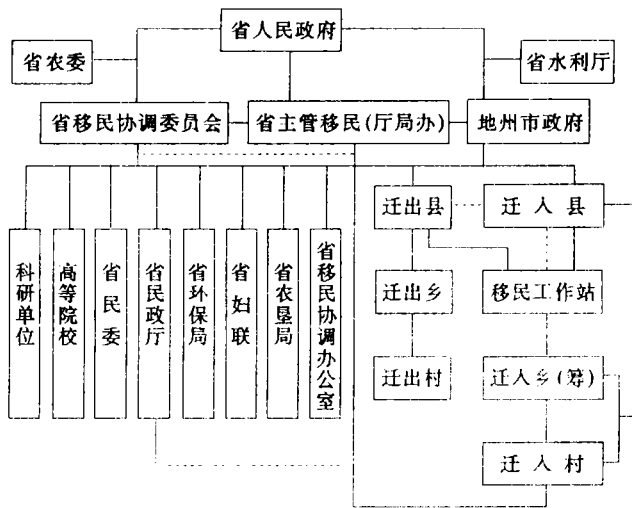 省人民政府
省农委
省水利厅
省移民协调委员会
省主管移民(厅局办)
地州市政府
迁出县
迁入县
科研单位
高等院校
省民委
省民政厅
省环保局
省妇联
省农垦局
省移民协调办公室
迁出乡
移民工作站
迁出村
迁入乡(筹)
迁入村